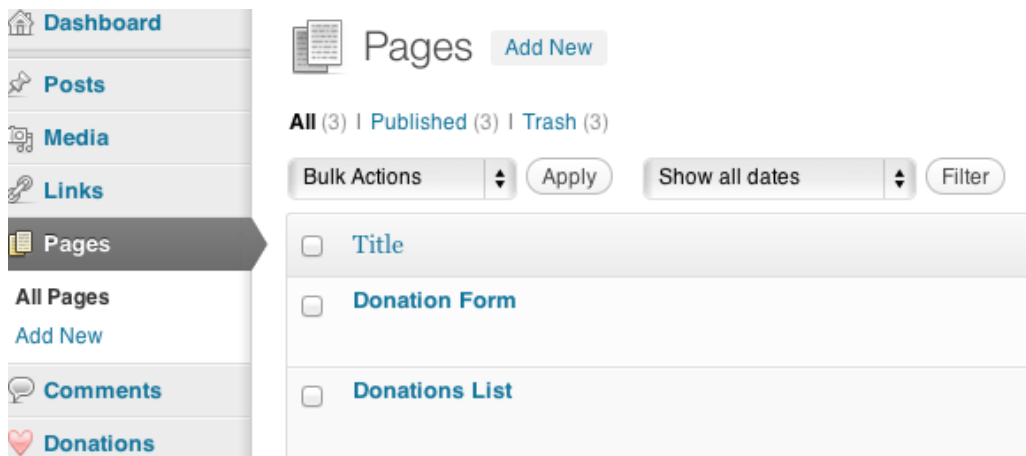 Dashboard
Posts
Media
Links
Pages
All Pages
Add New
Comments
Donations
Pages Add New
All (3) | Published (3) | Trash (3)
Bulk Actions Apply Show all dates Filter
Title
Donation Form
Donations List